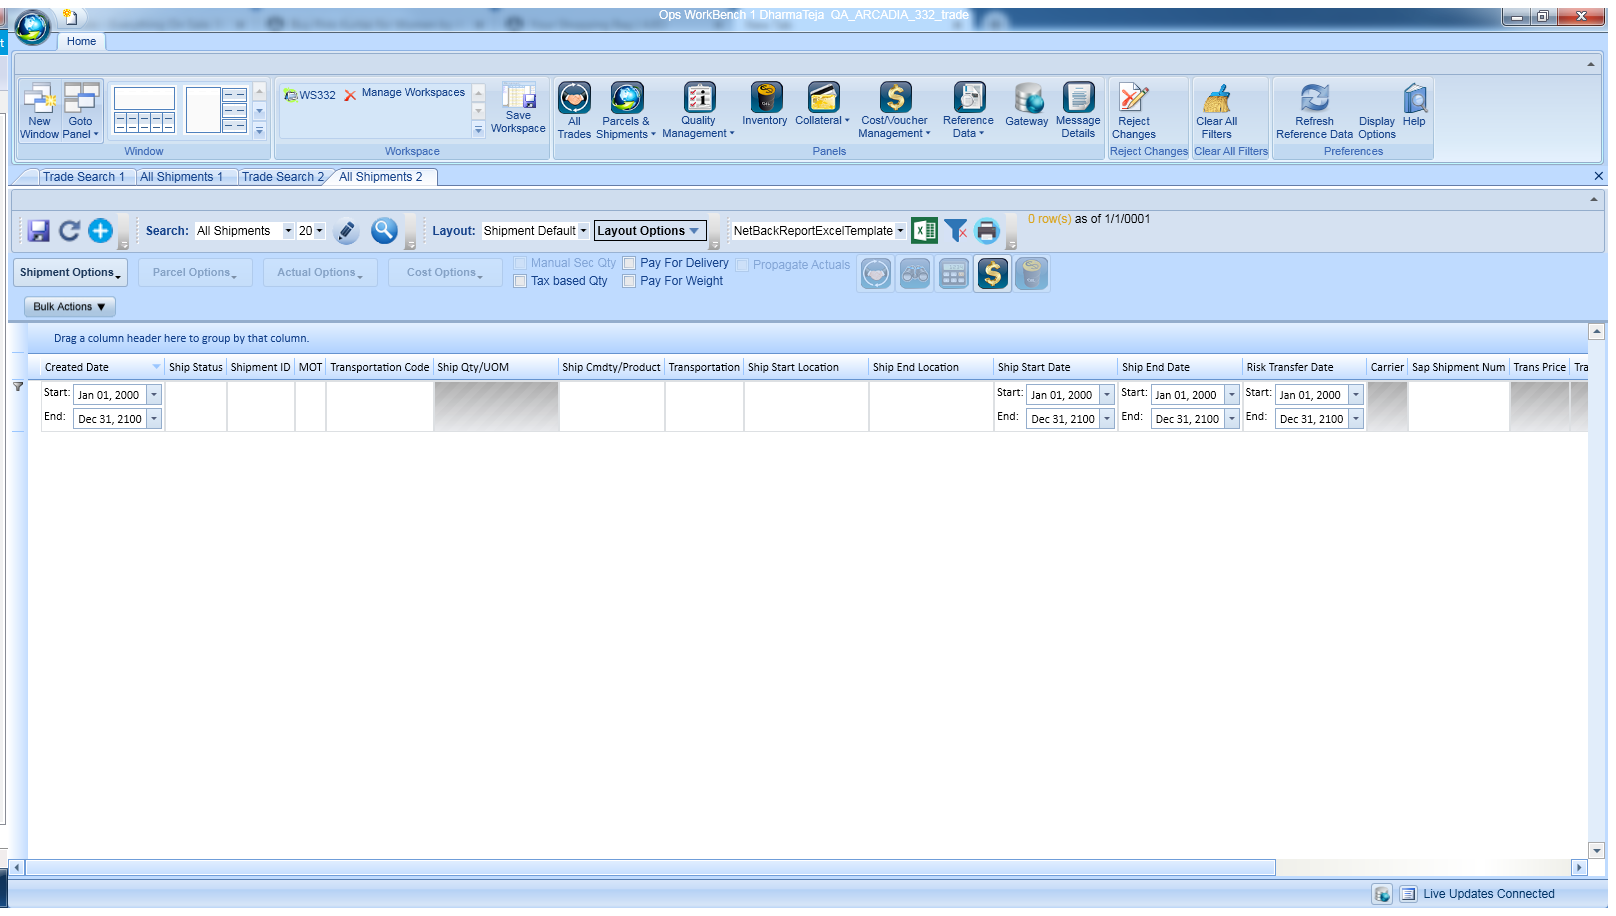 Ops WorkBench 1 DharmaTeja QA_ARCADIA_332_trade
Home
New Window
Goto Panel
Window
WS332
Manage Workspaces
Save Workspace
Workspace
All Trades
Parcels & Shipments
Quality Management
Inventory
Collateral
Cost/Voucher Management
Reference Data
Gateway
Message Details
Panels
Reject Changes
Reject Changes
Clear All Filters
Clear All Filters
Refresh Reference Data
Display Options
Help
Preferences
Trade Search 1
All Shipments 1
Trade Search 2
All Shipments 2
Search: All Shipments 20
Layout: Shipment Default
Layout Options
NetBackReportExcelTemplate
0 row(s) as of 1/1/0001
Shipment Options
Parcel Options
Actual Options
Cost Options
Manual Sec Qty
Pay For Delivery
Propagate Actuals
Tax based Qty
Pay For Weight
Bulk Actions
Drag a column header here to group by that column.
Created Date Ship Status Shipment ID MOT Transportation Code Ship Qty/UOM Ship Cmdty/Product Transportation Ship Start Location Ship End Location Ship Start Date Ship End Date Risk Transfer Date Carrier Sap Shipment Num Trans Price Tra
Start: Jan 01, 2000 Start: Jan 01, 2000 Start: Jan 01, 2000 Start: Jan 01, 2000
End: Dec 31, 2100 End: Dec 31, 2100 End: Dec 31, 2100 End: Dec 31, 2100
Live Updates Connected